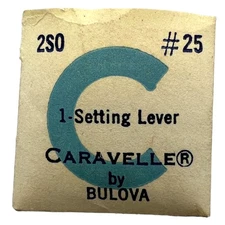 2SO #25
C
1-Setting Lever
CARAVELLE®
by
BULOVA